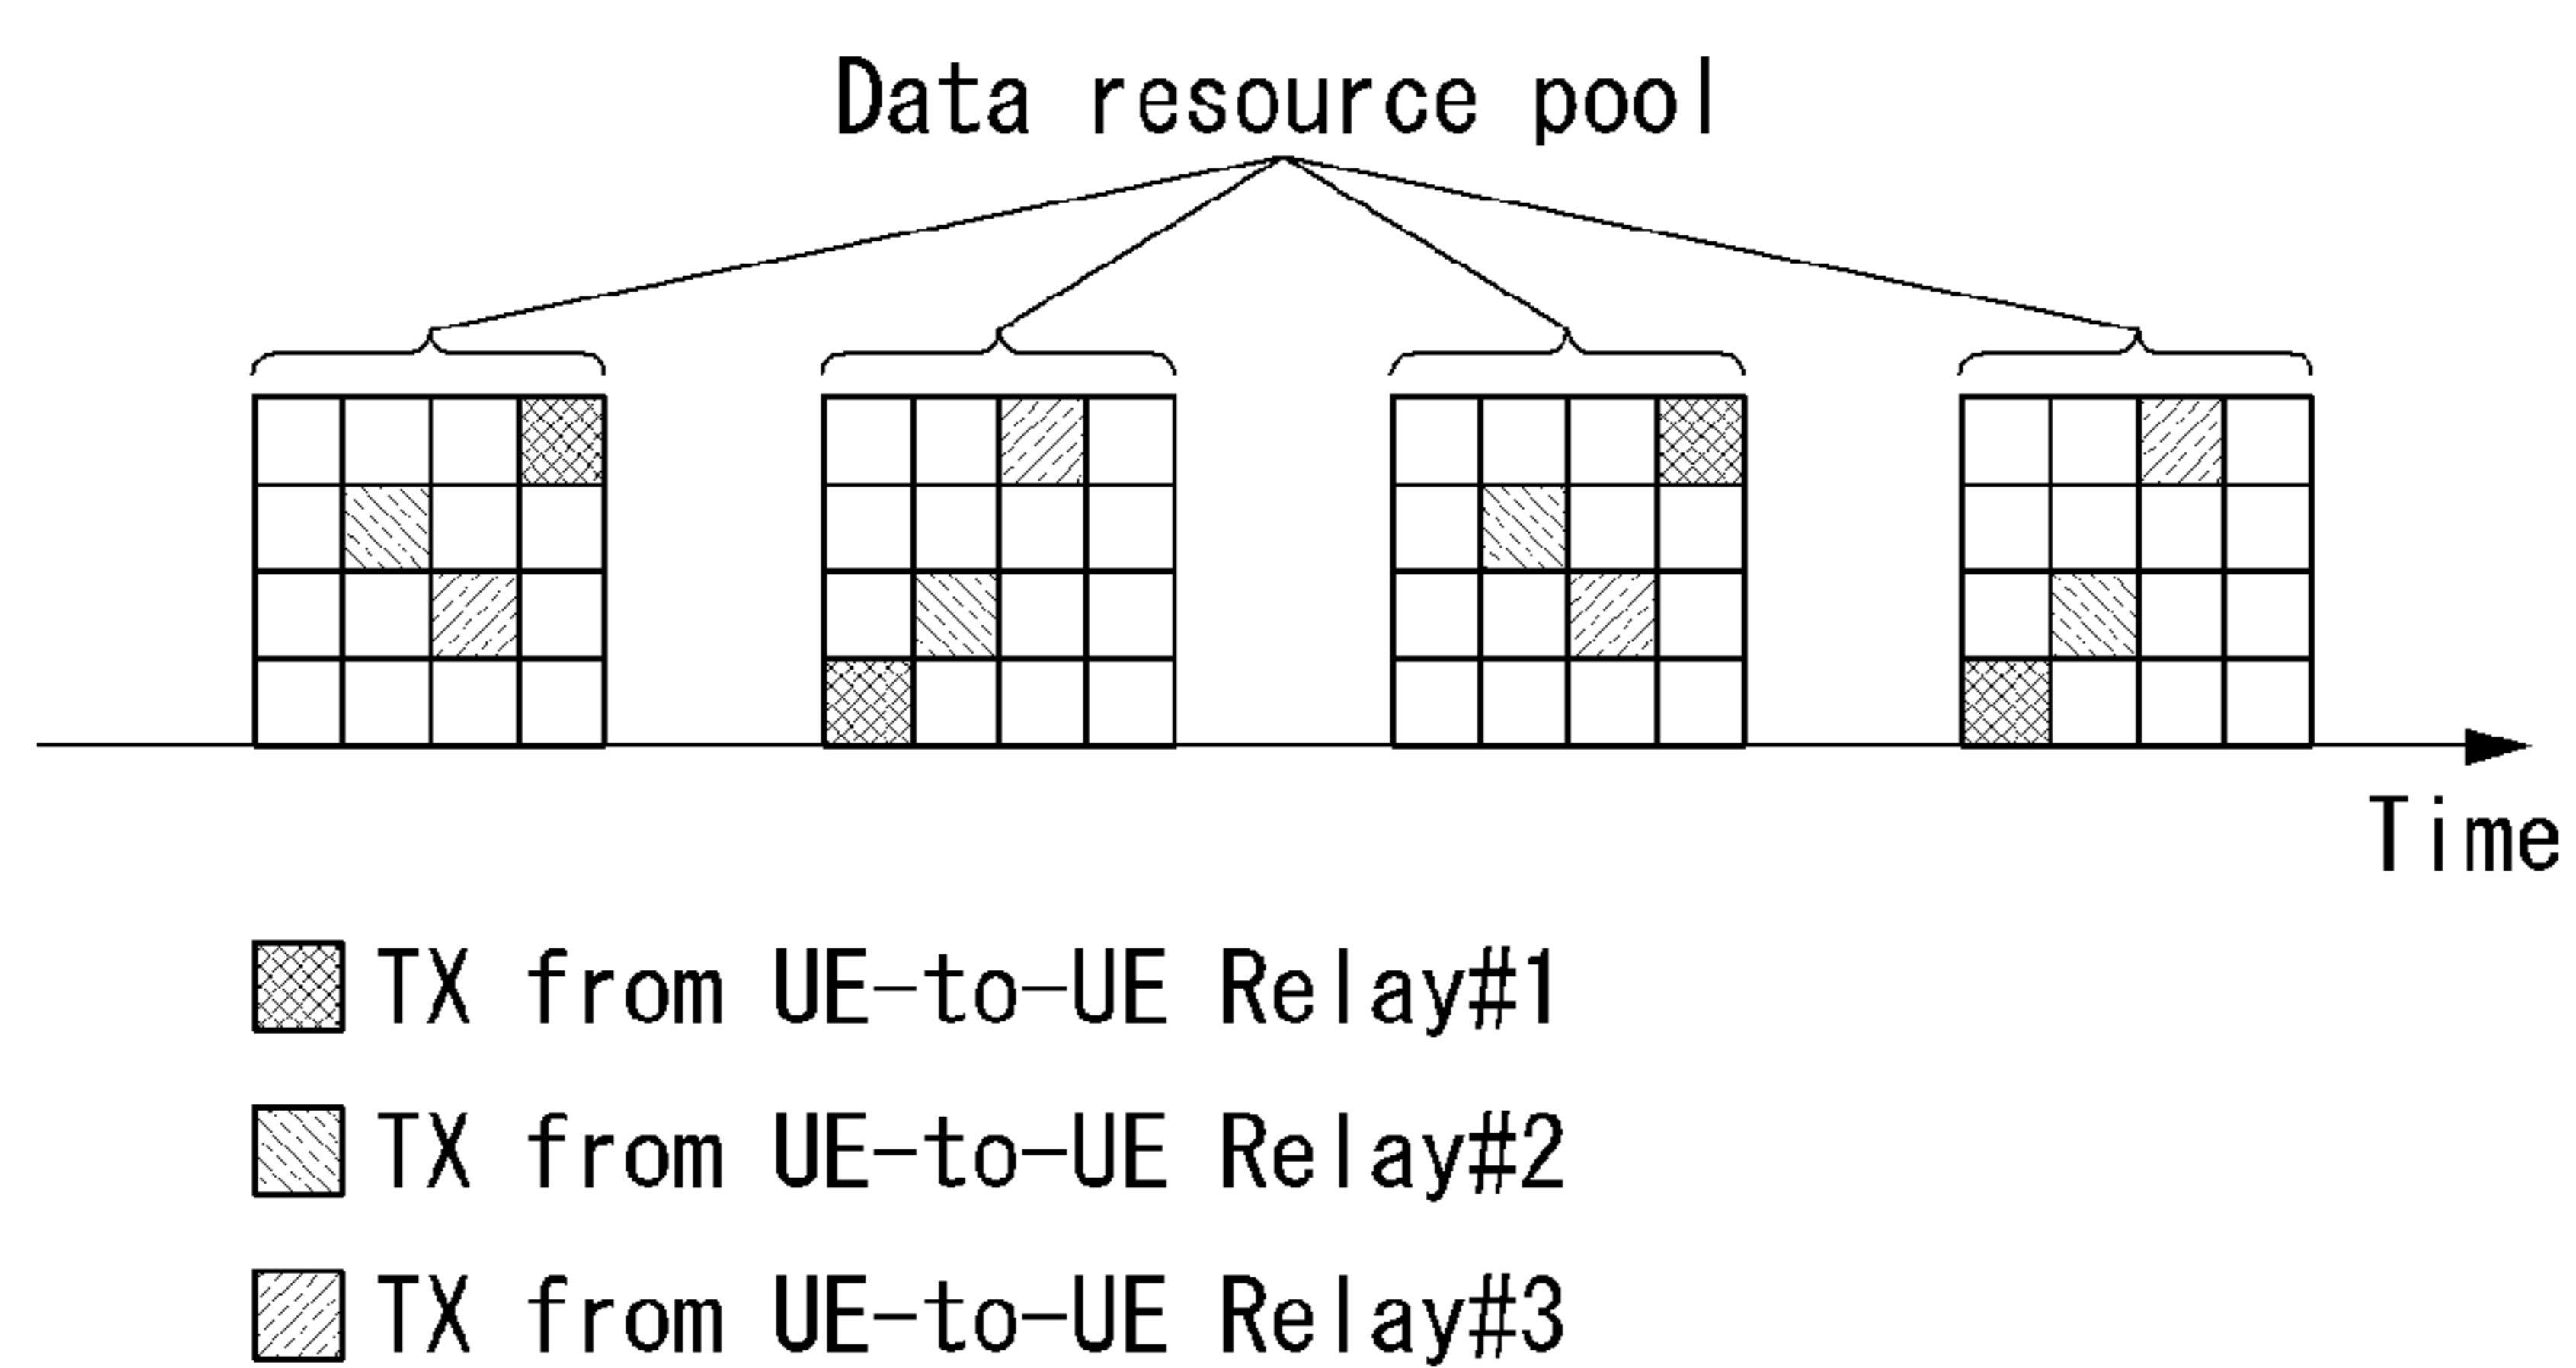 Data resource pool
Time
TX from UE-to-UE Relay#1
TX from UE-to-UE Relay#2
TX from UE-to-UE Relay#3